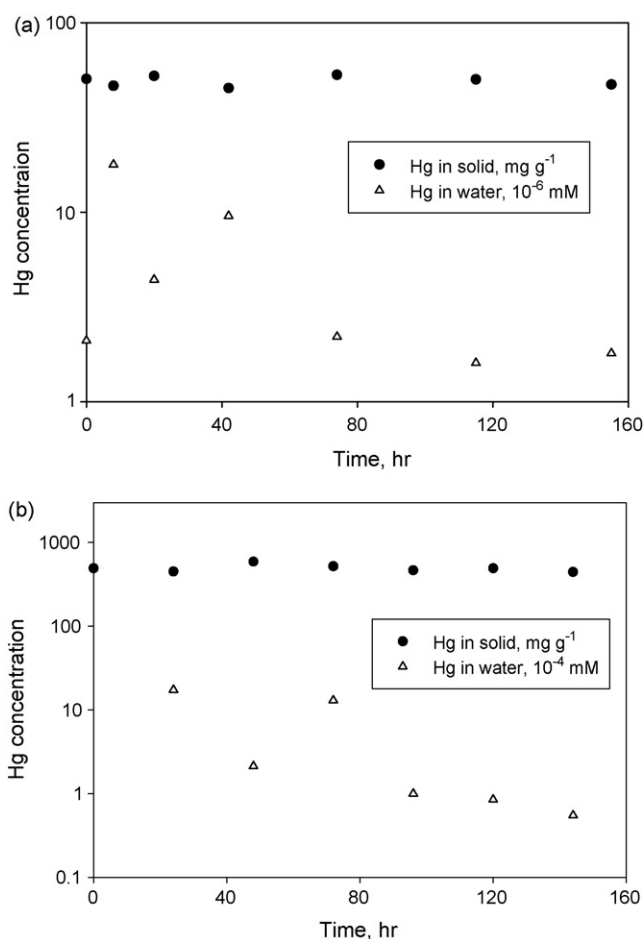 (a)
100
10
1
Hg concentraion
Hg in solid, mg g⁻¹
Hg in water, 10⁻⁶ mM
0 40 80 120 160
Time, hr
(b)
1000
100
10
1
0.1
Hg concentration
Hg in solid, mg g⁻¹
Hg in water, 10⁻⁴ mM
0 40 80 120 160
Time, hr